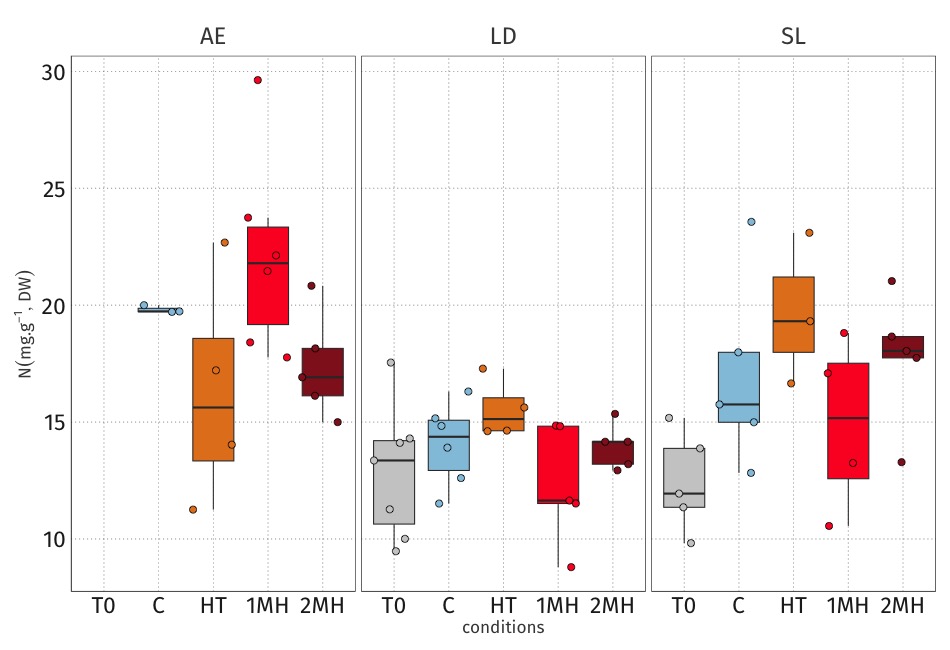 AE LD SL
30
25
20
15
10
N(mg.g⁻¹, DW)
T0 C HT 1MH 2MH T0 C HT 1MH 2MH T0 C HT 1MH 2MH
conditions